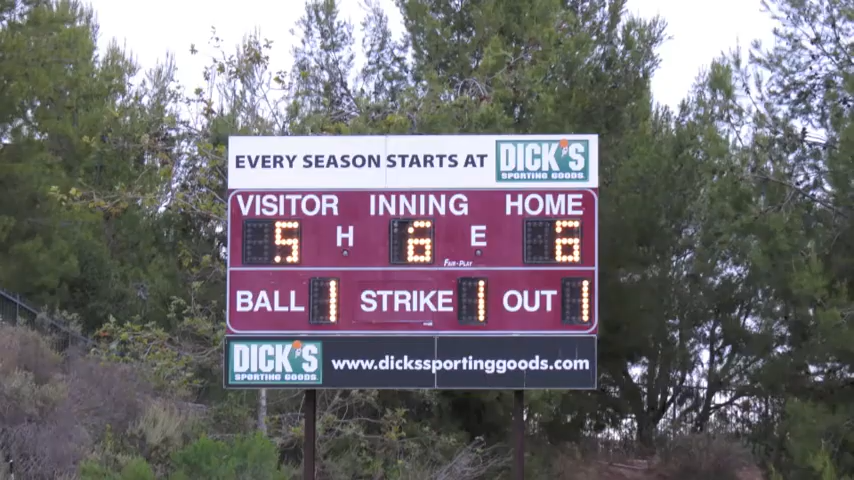 EVERY SEASON STARTS AT DICK'S
SPORTING GOODS
VISITOR INNING HOME
5 H 6 E 6
FAIR-PLAY
BALL 1 STRIKE 1 OUT 1
DICK'S
SPORTING GOODS
www.dickssportinggoods.com